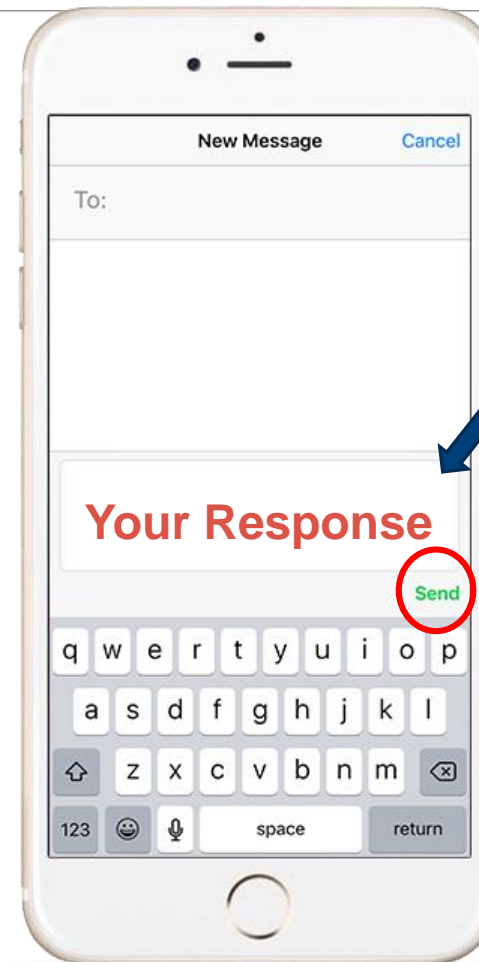 New Message Cancel
To:
Your Response
Send
q w e r t y u i o p
a s d f g h j k l
z x c v b n m
123 space return